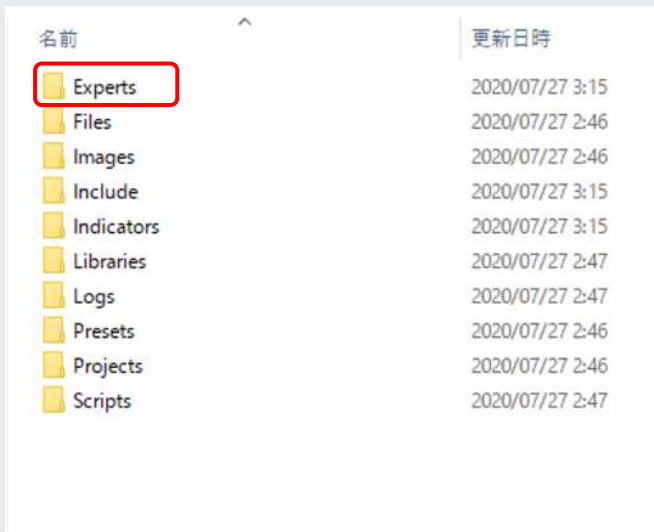 名前 更新日時
Experts 2020/07/27 3:15
Files 2020/07/27 2:46
Images 2020/07/27 2:46
Include 2020/07/27 3:15
Indicators 2020/07/27 3:15
Libraries 2020/07/27 2:47
Logs 2020/07/27 2:47
Presets 2020/07/27 2:46
Projects 2020/07/27 2:46
Scripts 2020/07/27 2:47